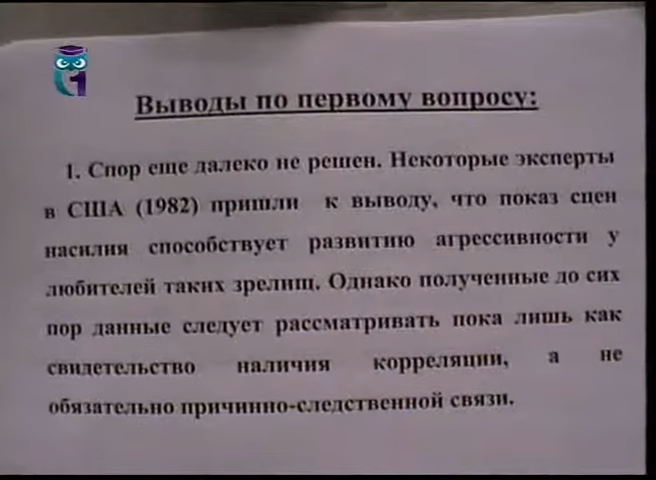 1
Выводы по первому вопросу:
1. Спор еще далеко не решен. Некоторые эксперты
в США (1982) пришли к выводу, что показ сцен
насилия способствует развитию агрессивности у
любителей таких зрелищ. Однако полученные до сих
пор данные следует рассматривать пока лишь как
свидетельство наличия корреляции, а не
обязательно причинно-следственной связи.